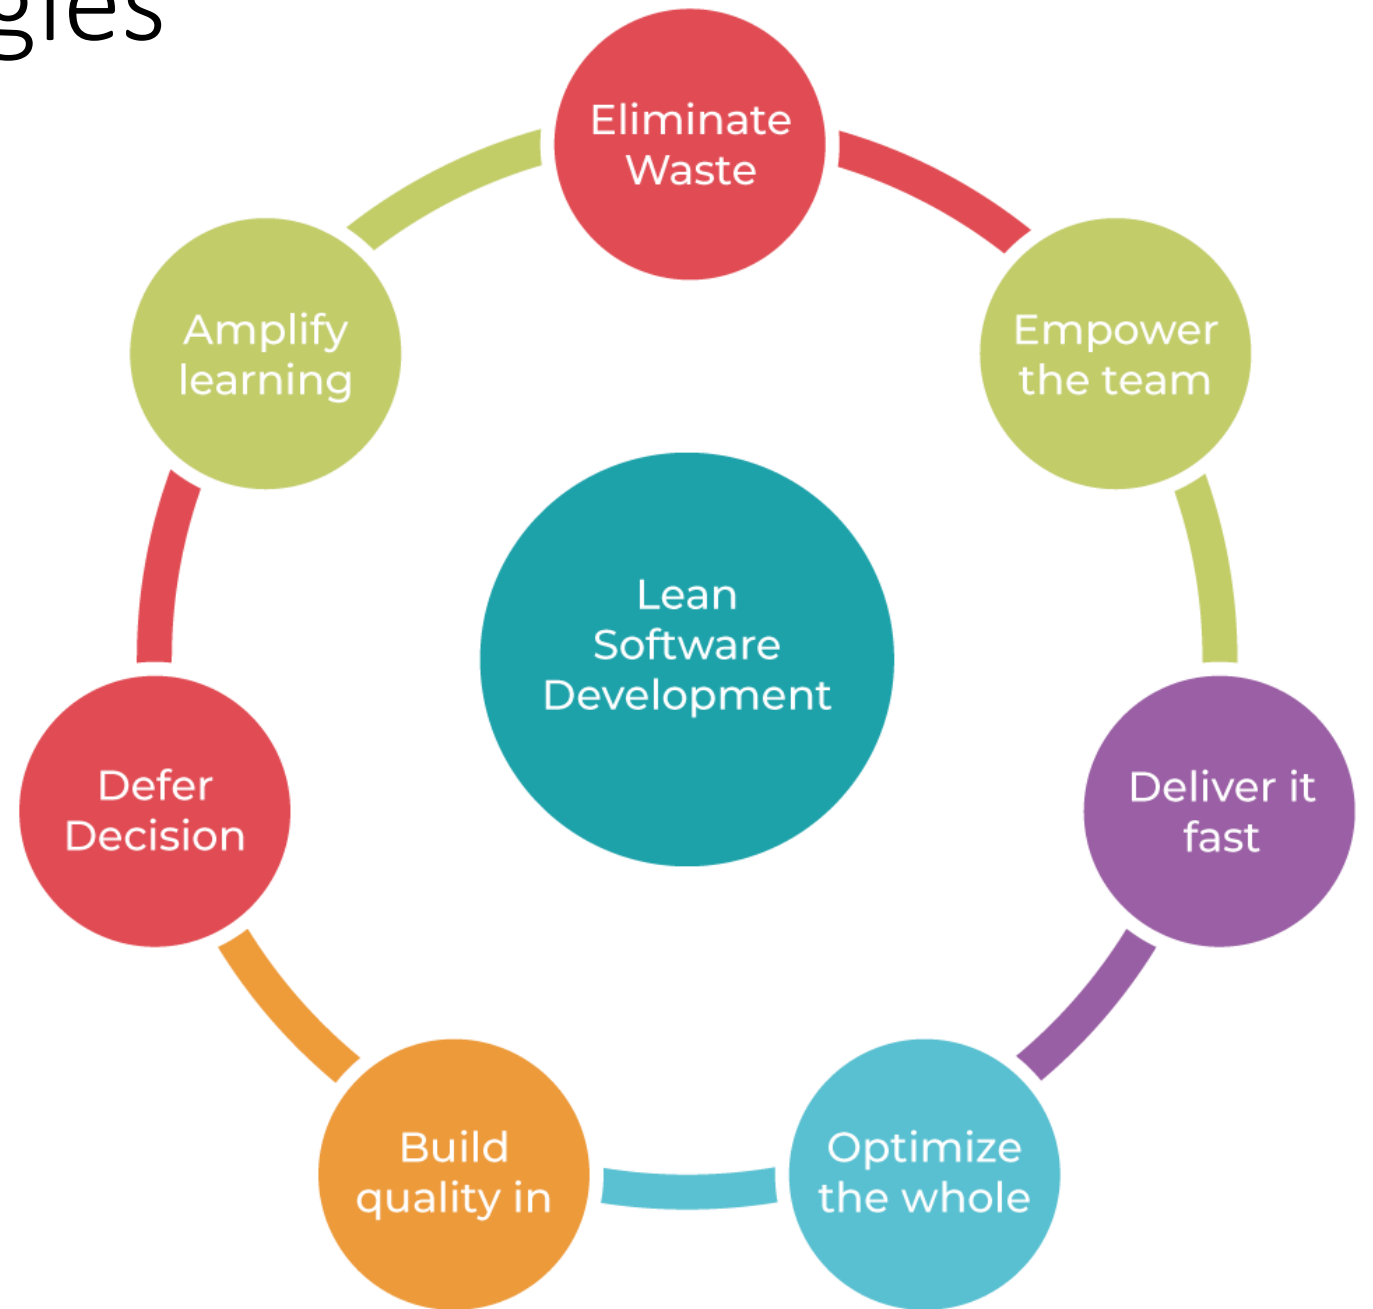 Eliminate
Waste
Amplify
learning
Empower
the team
Lean
Software
Development
Defer
Decision
Deliver it
fast
Build
quality in
Optimize
the whole